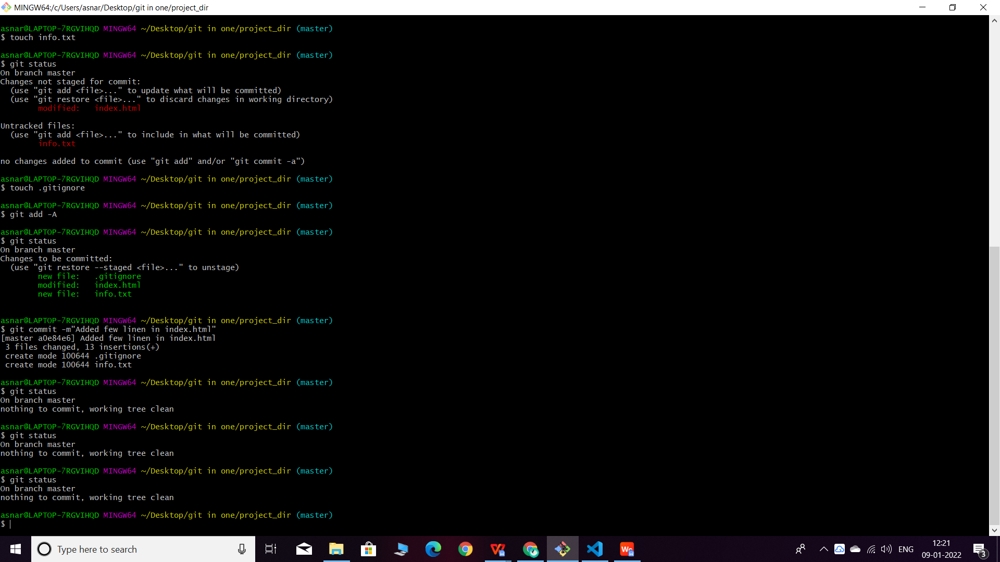 MINGW64:/c/Users/asnar/Desktop/git in one/project_dir
asnar@LAPTOP-7RGVIHQD MINGW64 ~/Desktop/git in one/project_dir (master)
$ touch info.txt
asnar@LAPTOP-7RGVIHQD MINGW64 ~/Desktop/git in one/project_dir (master)
$ git status
On branch master
Changes not staged for commit:
  (use "git add <file>..." to update what will be committed)
  (use "git restore <file>..." to discard changes in working directory)
        modified:   index.html
Untracked files:
  (use "git add <file>..." to include in what will be committed)
        info.txt
no changes added to commit (use "git add" and/or "git commit -a")
asnar@LAPTOP-7RGVIHQD MINGW64 ~/Desktop/git in one/project_dir (master)
$ touch .gitignore
asnar@LAPTOP-7RGVIHQD MINGW64 ~/Desktop/git in one/project_dir (master)
$ git add -A
asnar@LAPTOP-7RGVIHQD MINGW64 ~/Desktop/git in one/project_dir (master)
$ git status
On branch master
Changes to be committed:
  (use "git restore --staged <file>..." to unstage)
        new file:   .gitignore
        modified:   index.html
        new file:   info.txt
asnar@LAPTOP-7RGVIHQD MINGW64 ~/Desktop/git in one/project_dir (master)
$ git commit -m"Added few linen in index.html"
[master a0e84e6] Added few linen in index.html
 3 files changed, 13 insertions(+)
 create mode 100644 .gitignore
 create mode 100644 info.txt
asnar@LAPTOP-7RGVIHQD MINGW64 ~/Desktop/git in one/project_dir (master)
$ git status
On branch master
nothing to commit, working tree clean
asnar@LAPTOP-7RGVIHQD MINGW64 ~/Desktop/git in one/project_dir (master)
$ git status
On branch master
nothing to commit, working tree clean
asnar@LAPTOP-7RGVIHQD MINGW64 ~/Desktop/git in one/project_dir (master)
$ git status
On branch master
nothing to commit, working tree clean
asnar@LAPTOP-7RGVIHQD MINGW64 ~/Desktop/git in one/project_dir (master)
$
Type here to search
ENG
12:21
09-01-2022
3